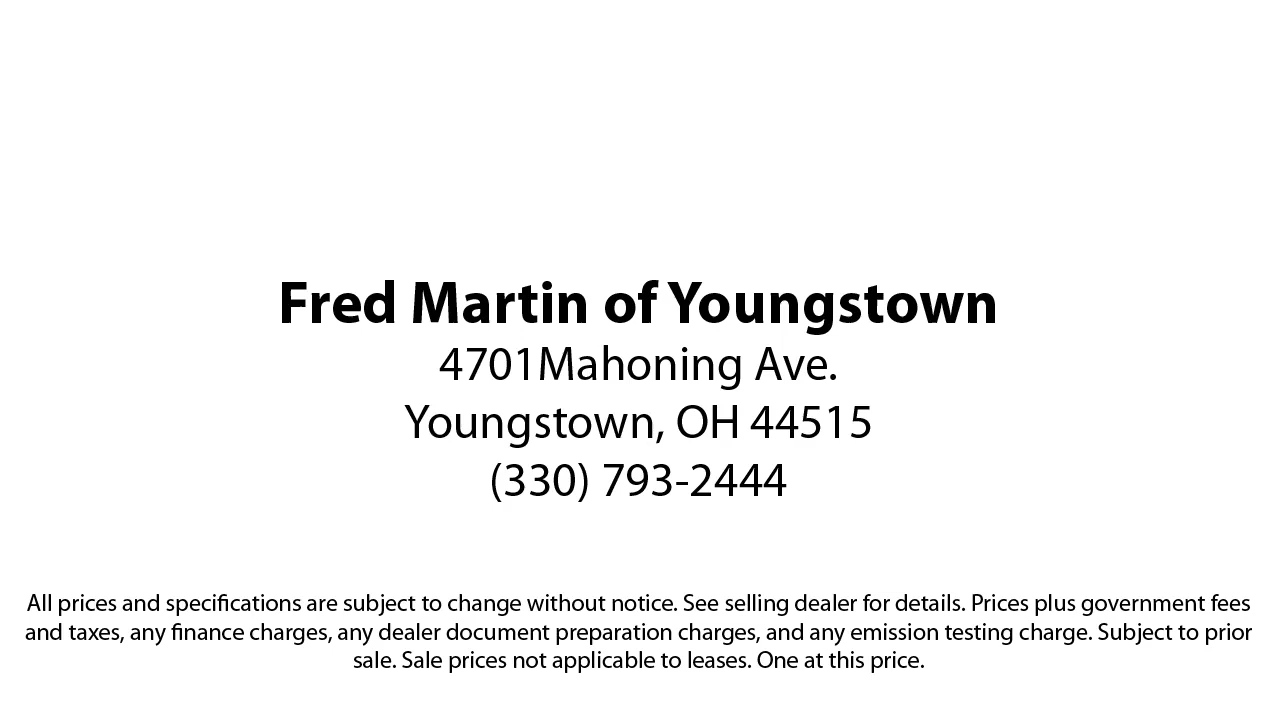 Fred Martin of Youngstown
4701Mahoning Ave.
Youngstown, OH 44515
(330) 793-2444
All prices and specifications are subject to change without notice. See selling dealer for details. Prices plus government fees
and taxes, any finance charges, any dealer document preparation charges, and any emission testing charge. Subject to prior
sale. Sale prices not applicable to leases. One at this price.